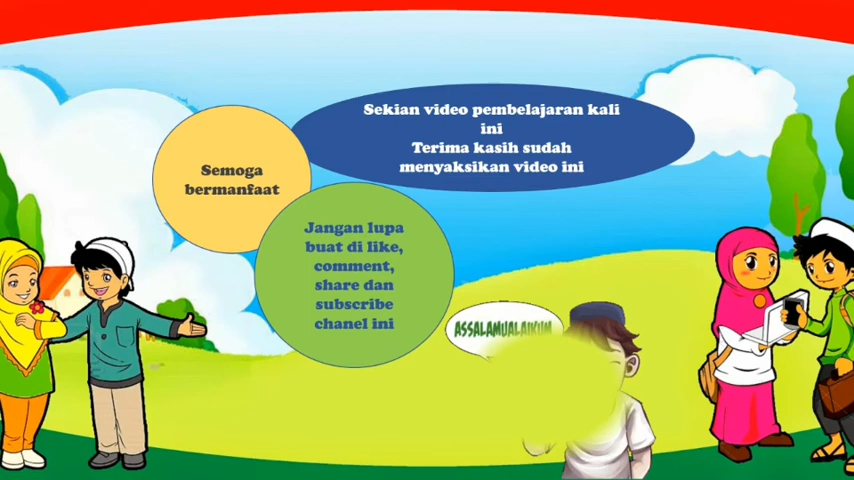 Sekian video pembelajaran kali
ini
Terima kasih sudah
menyaksikan video ini
Semoga
bermanfaat
Jangan lupa
buat di like,
comment,
share dan
subscribe
chanel ini
ASSALAMUALAIKUM